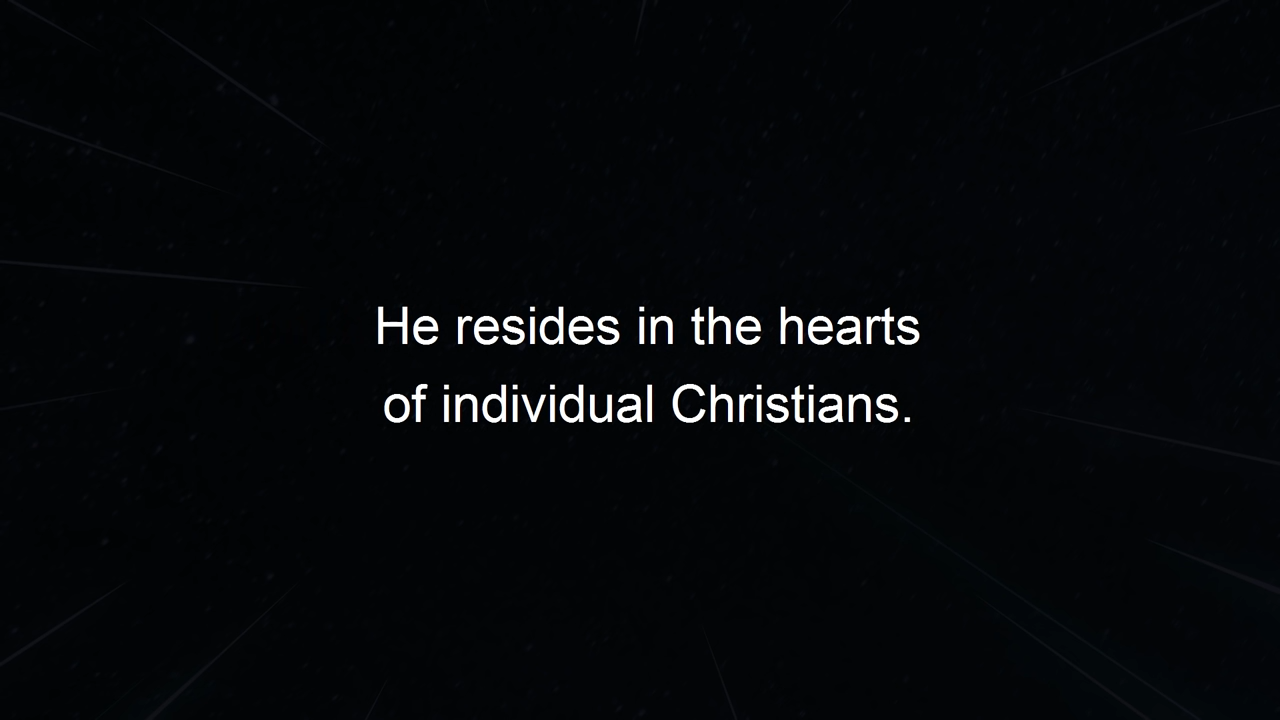 He resides in the hearts
of individual Christians.